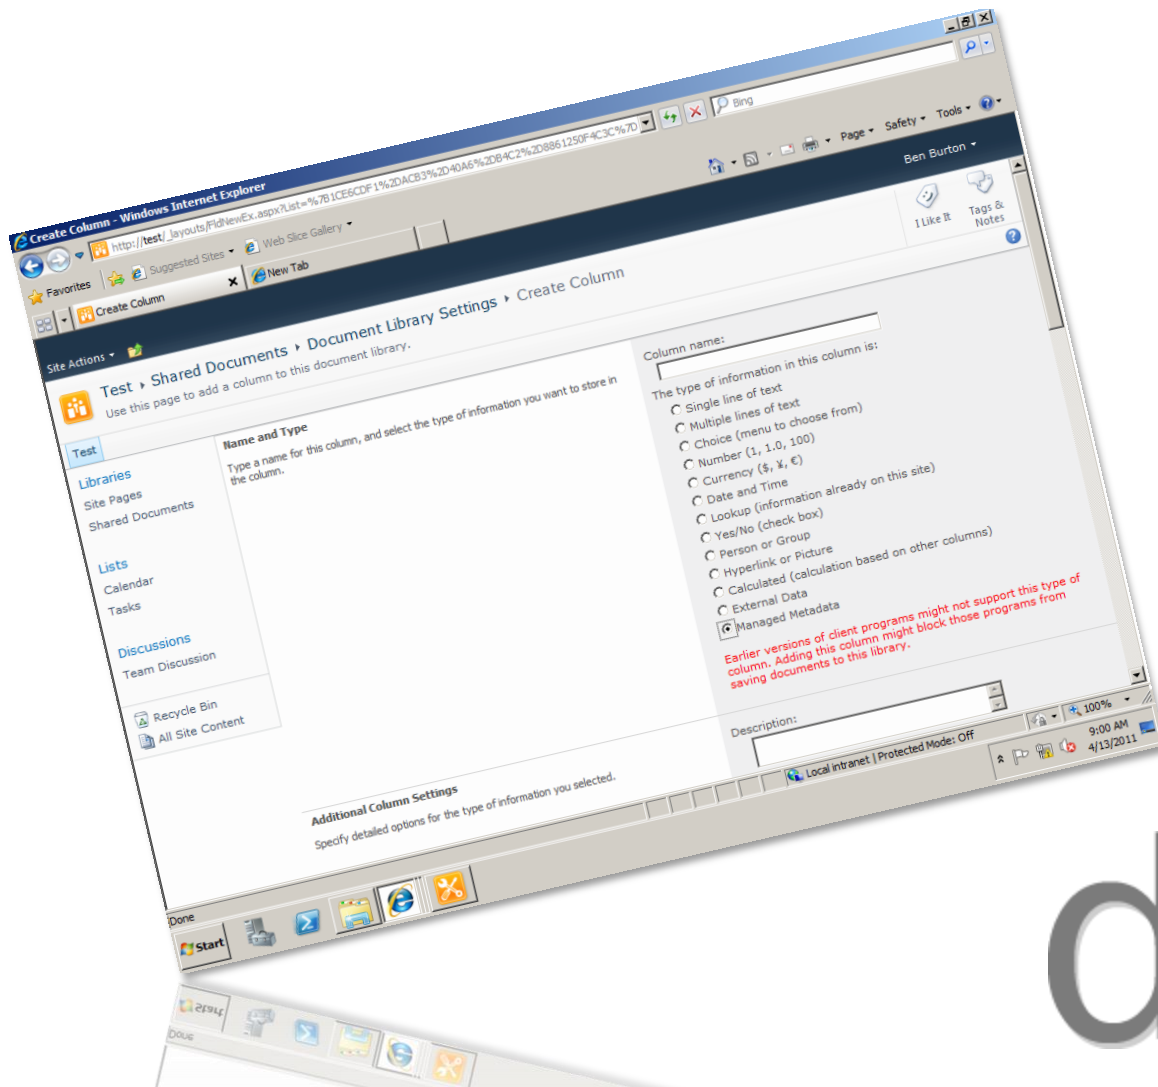 Create Column - Windows Internet Explorer
http://test/_layouts/FldNewEx.aspx?List=%7B1CE6CDF1%2DACB3%2D40A6%2DB4C2%2D8861250F4C3C%7D
Bing
Favorites
Suggested Sites
Web Slice Gallery
Create Column
New Tab
Page
Safety
Tools
Site Actions
Ben Burton
Test
Shared Documents
Document Library Settings
Create Column
Use this page to add a column to this document library.
I Like It
Tags &
Notes
Test
Libraries
Site Pages
Shared Documents
Lists
Calendar
Tasks
Discussions
Team Discussion
Recycle Bin
All Site Content
Name and Type
Type a name for this column, and select the type of information you want to store in
the column.
Column name:
The type of information in this column is:
Single line of text
Multiple lines of text
Choice (menu to choose from)
Number (1, 1.0, 100)
Currency ($, ¥, €)
Date and Time
Lookup (information already on this site)
Yes/No (check box)
Person or Group
Hyperlink or Picture
Calculated (calculation based on other columns)
External Data
Managed Metadata
Earlier versions of client programs might not support this type of
column. Adding this column might block those programs from
saving documents to this library.
Description:
Additional Column Settings
Specify detailed options for the type of information you selected.
Done
Local intranet | Protected Mode: Off
100%
Start
9:00 AM
4/13/2011
d